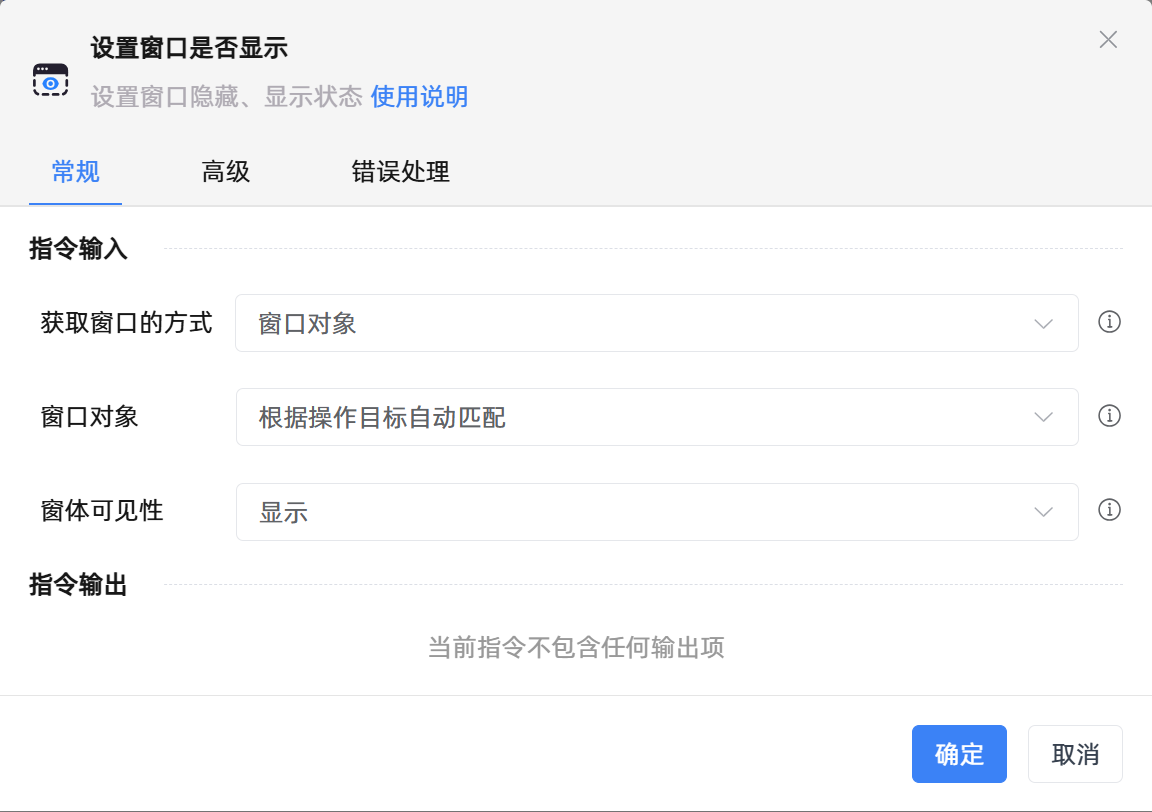 设置窗口是否显示
设置窗口隐藏、显示状态 使用说明
常规 高级 错误处理
指令输入
获取窗口的方式 窗口对象
窗口对象 根据操作目标自动匹配
窗体可见性 显示
指令输出
当前指令不包含任何输出项
确定 取消